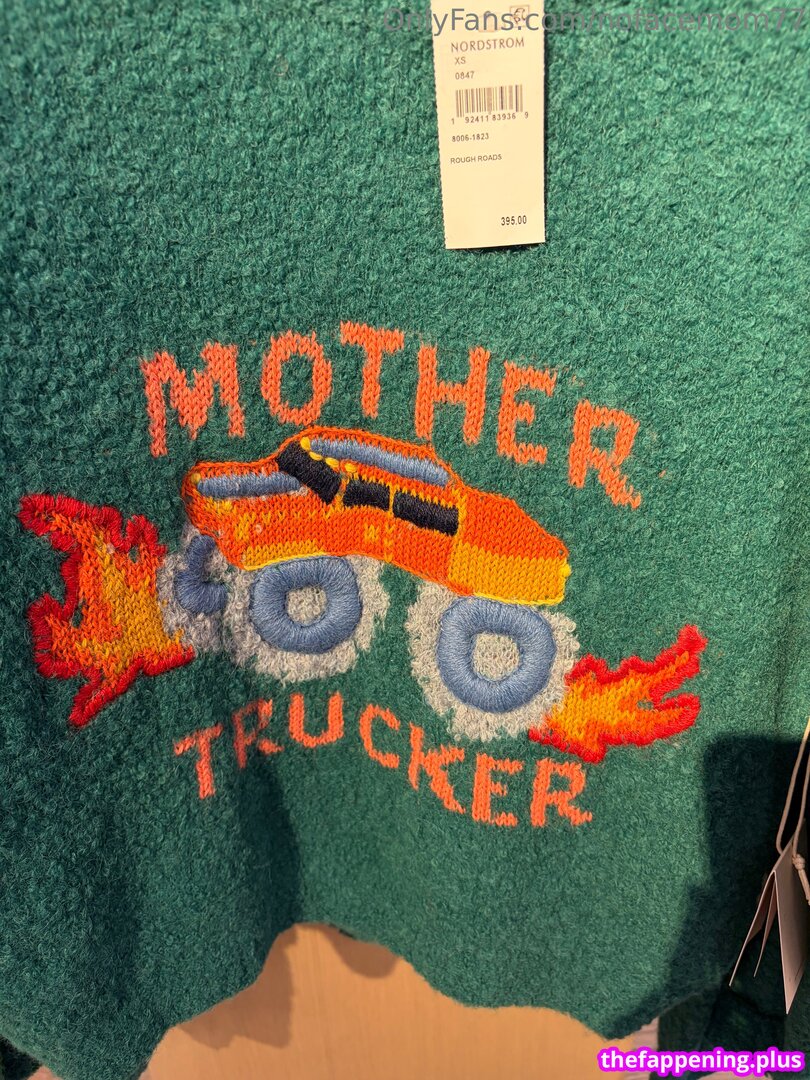 OnlyFans.com/nofacemom77
NORDSTROM
XS
0847
1 92411 83936 9
8006-1823
ROUGH ROADS
395.00
MOTHER
TRUCKER
thefappening.plus